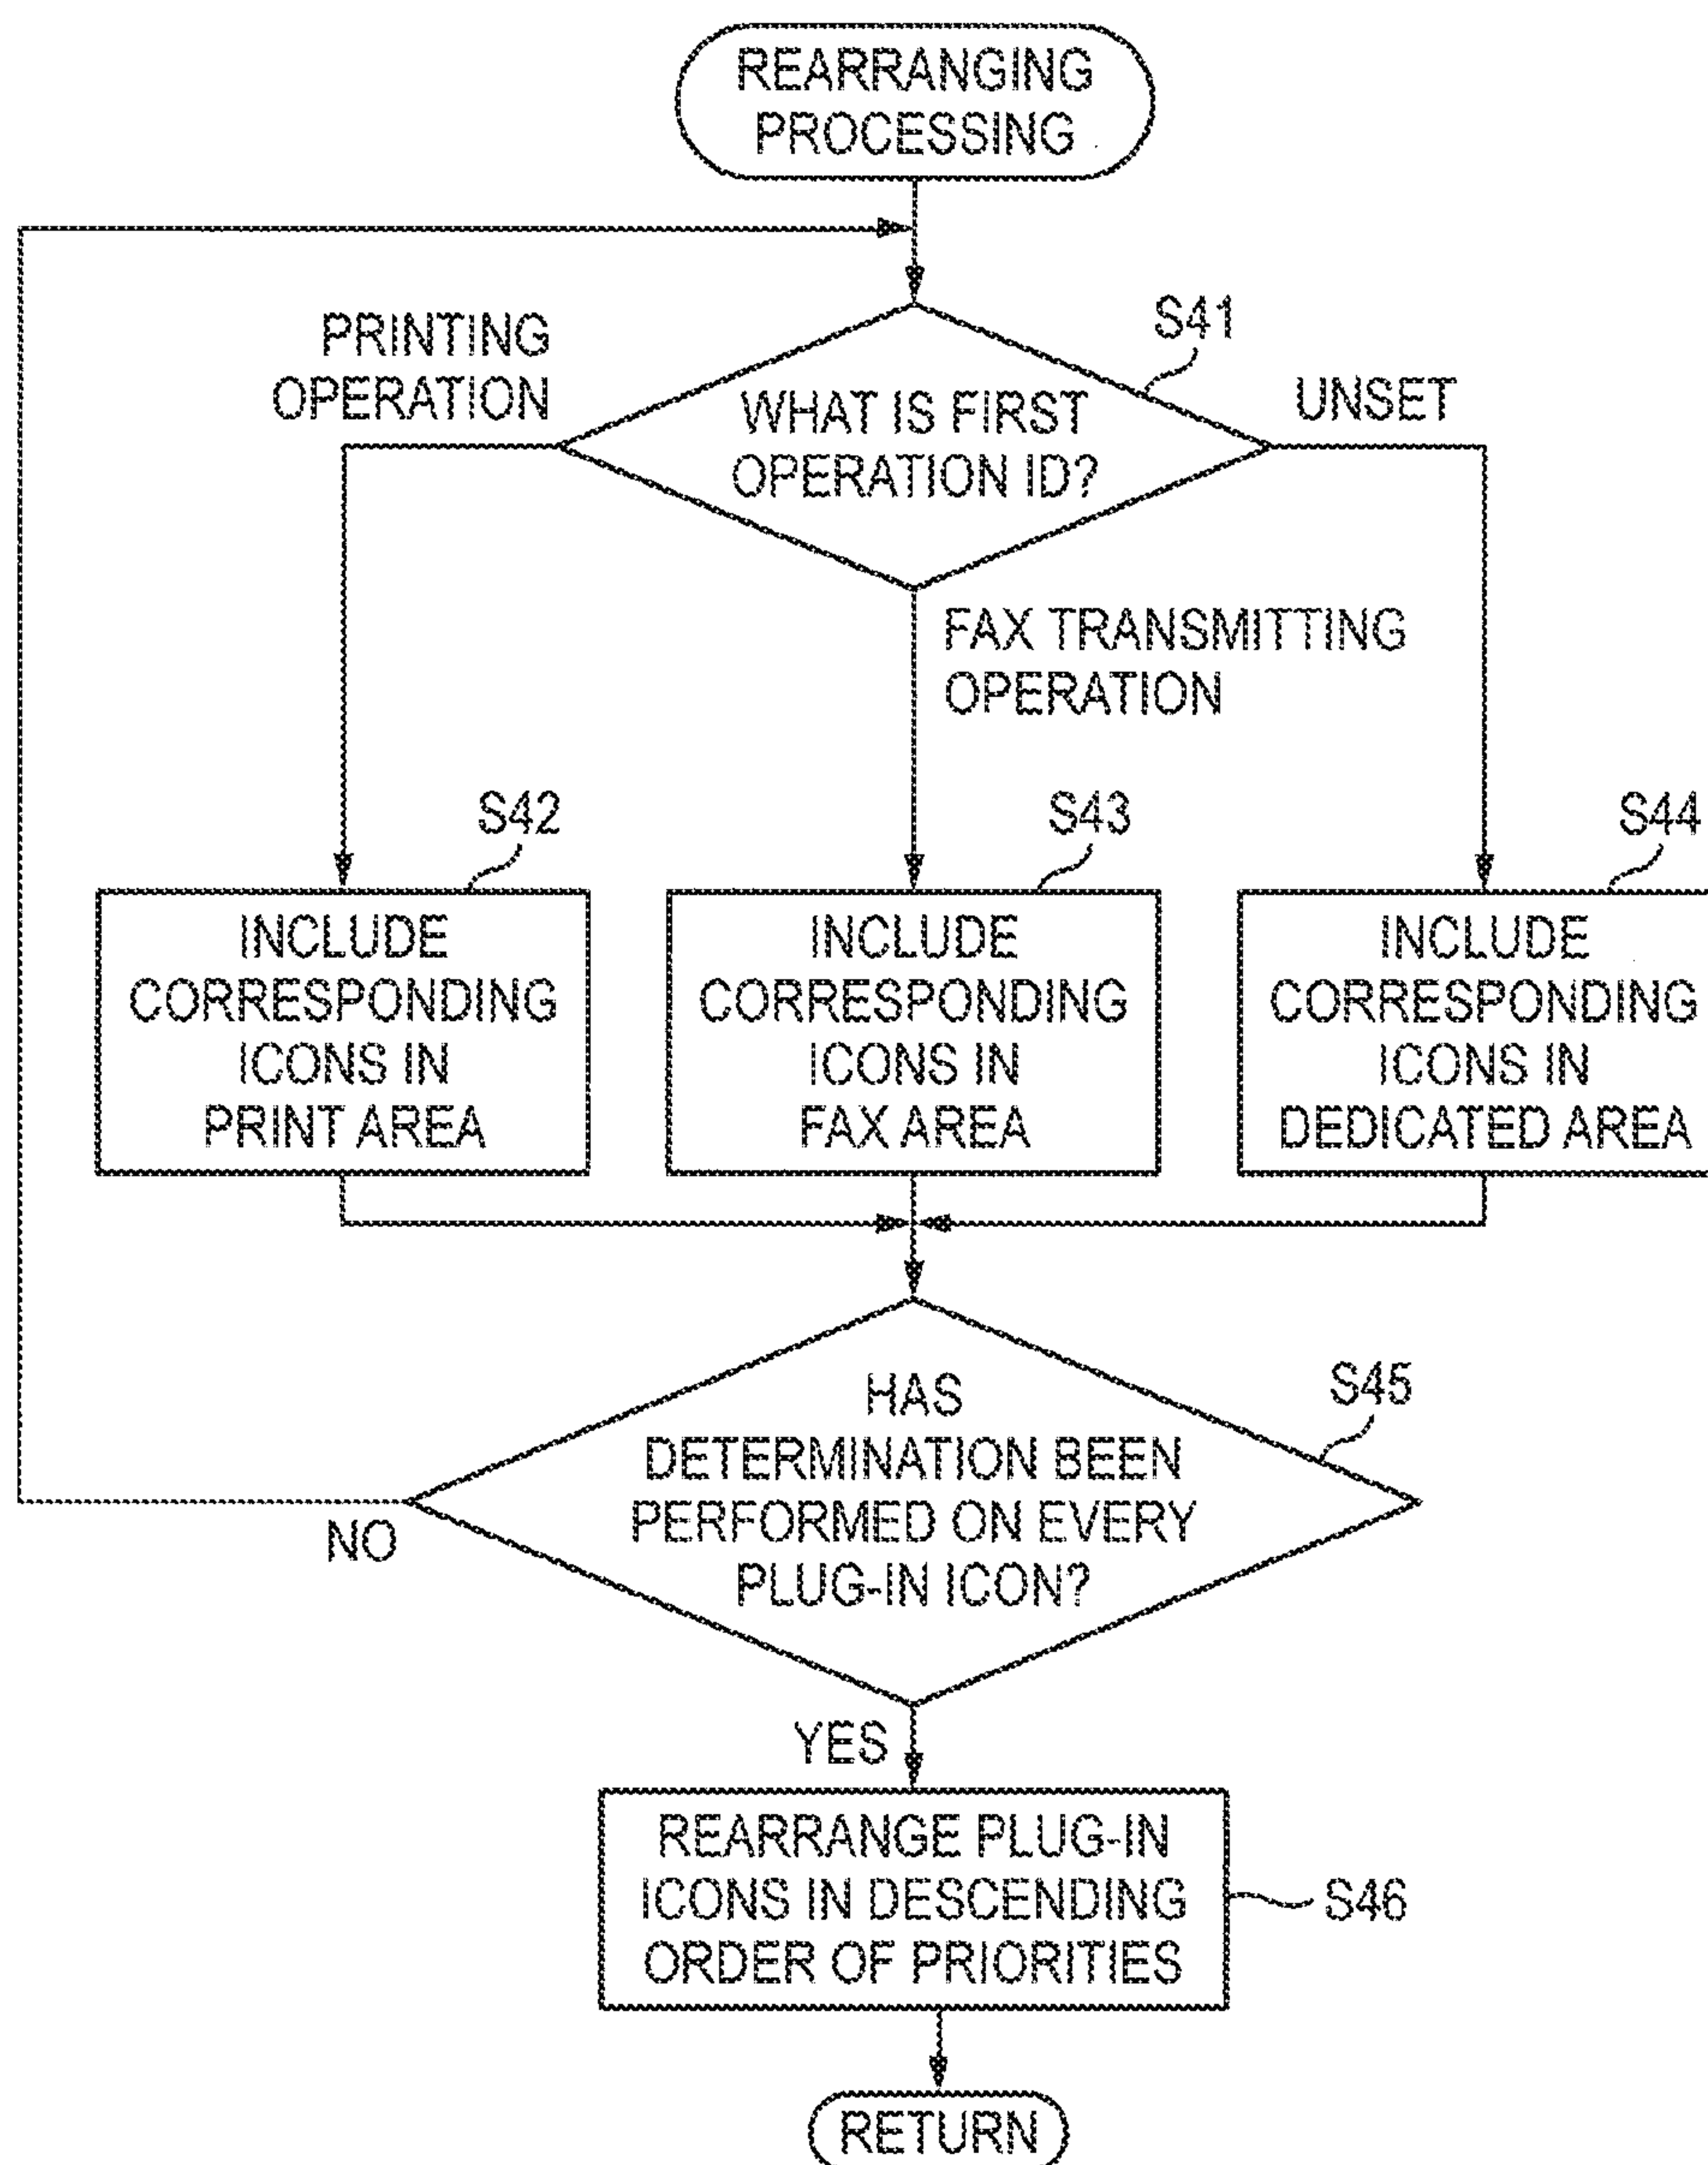 REARRANGING
PROCESSING
S41
PRINTING
OPERATION
WHAT IS FIRST
OPERATION ID?
UNSET
FAX TRANSMITTING
OPERATION
S42
S43
S44
INCLUDE
CORRESPONDING
ICONS IN
PRINT AREA
INCLUDE
CORRESPONDING
ICONS IN
FAX AREA
INCLUDE
CORRESPONDING
ICONS IN
DEDICATED AREA
S45
HAS
DETERMINATION BEEN
PERFORMED ON EVERY
PLUG-IN ICON?
NO
YES
REARRANGE PLUG-IN
ICONS IN DESCENDING
ORDER OF PRIORITIES
S46
RETURN